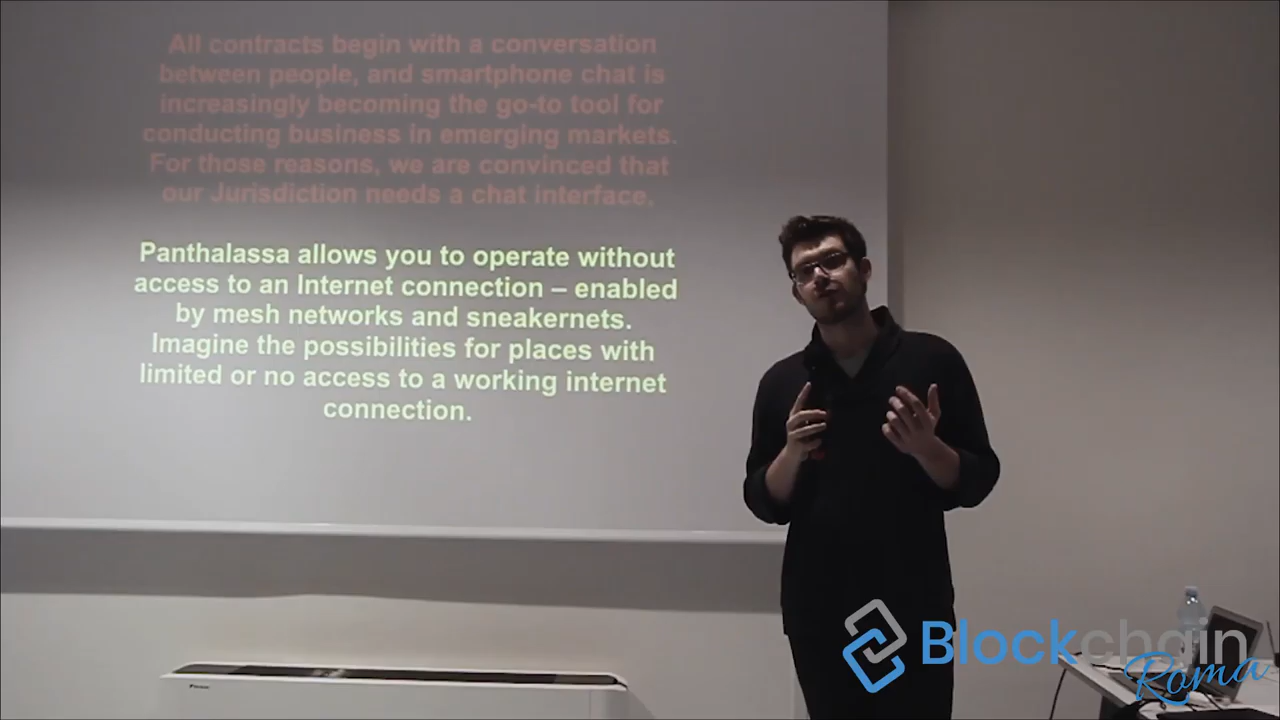 All contracts begin with a conversation
between people, and smartphone chat is
increasingly becoming the go-to tool for
conducting business in emerging markets.
For those reasons, we are convinced that
our Jurisdiction needs a chat interface.
Panthalassa allows you to operate without
access to an Internet connection – enabled
by mesh networks and sneakernets.
Imagine the possibilities for places with
limited or no access to a working internet
connection.
Blockchain
Roma